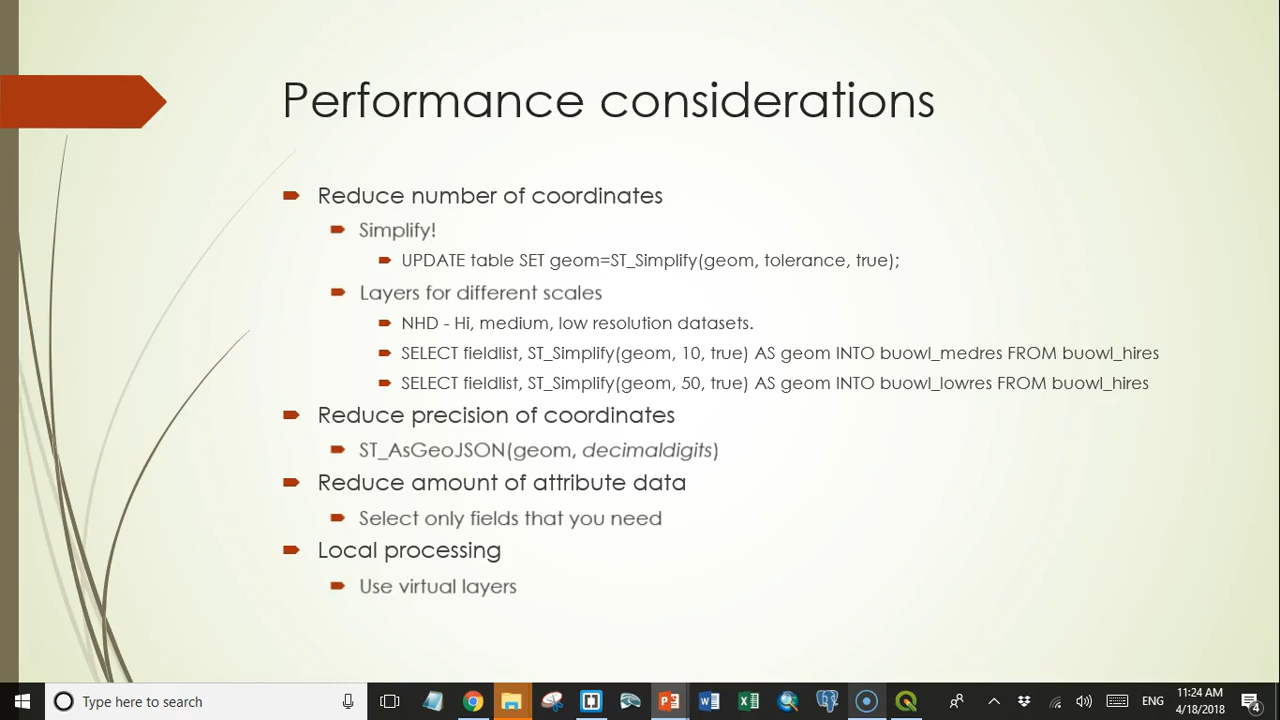 Performance considerations
Reduce number of coordinates
Simplify!
UPDATE table SET geom=ST_Simplify(geom, tolerance, true);
Layers for different scales
NHD - Hi, medium, low resolution datasets.
SELECT fieldlist, ST_Simplify(geom, 10, true) AS geom INTO buowl_medres FROM buowl_hires
SELECT fieldlist, ST_Simplify(geom, 50, true) AS geom INTO buowl_lowres FROM buowl_hires
Reduce precision of coordinates
ST_AsGeoJSON(geom, decimaldigits)
Reduce amount of attribute data
Select only fields that you need
Local processing
Use virtual layers
Type here to search
ENG
11:24 AM
4/18/2018
4